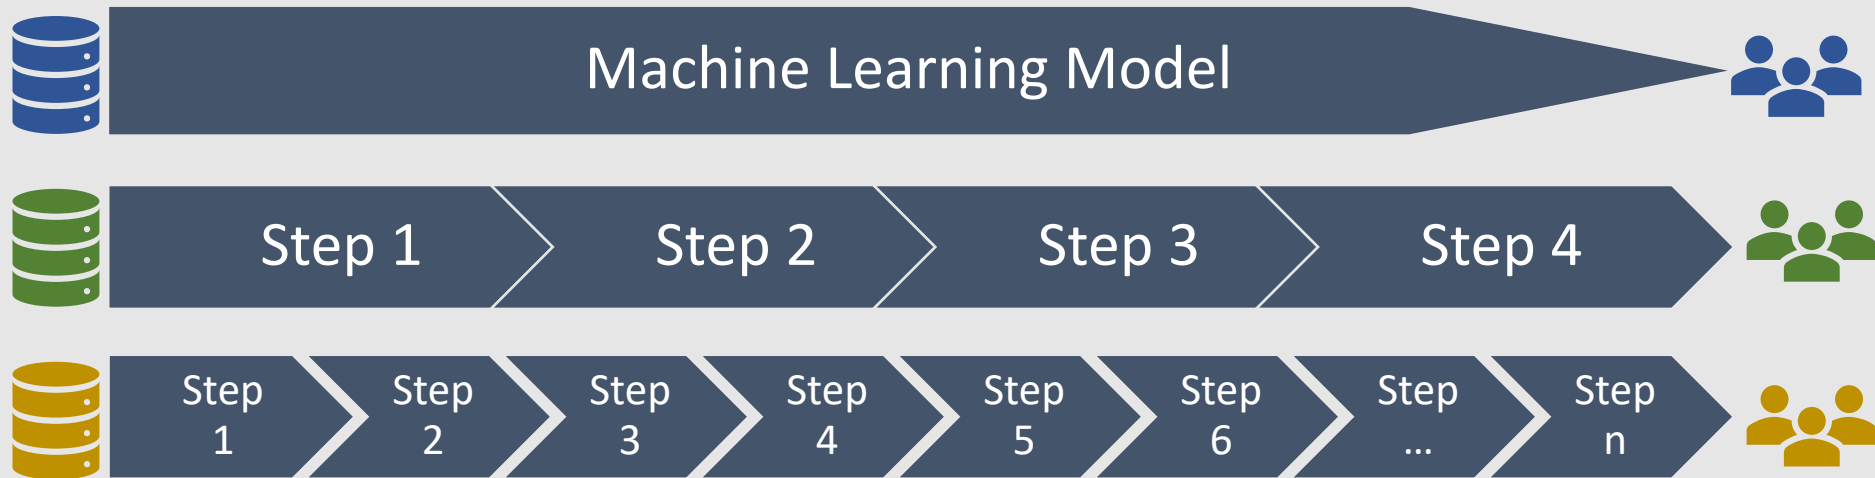 Machine Learning Model
Step 1 Step 2 Step 3 Step 4
Step Step Step Step Step Step Step Step
1 2 3 4 5 6 ... n